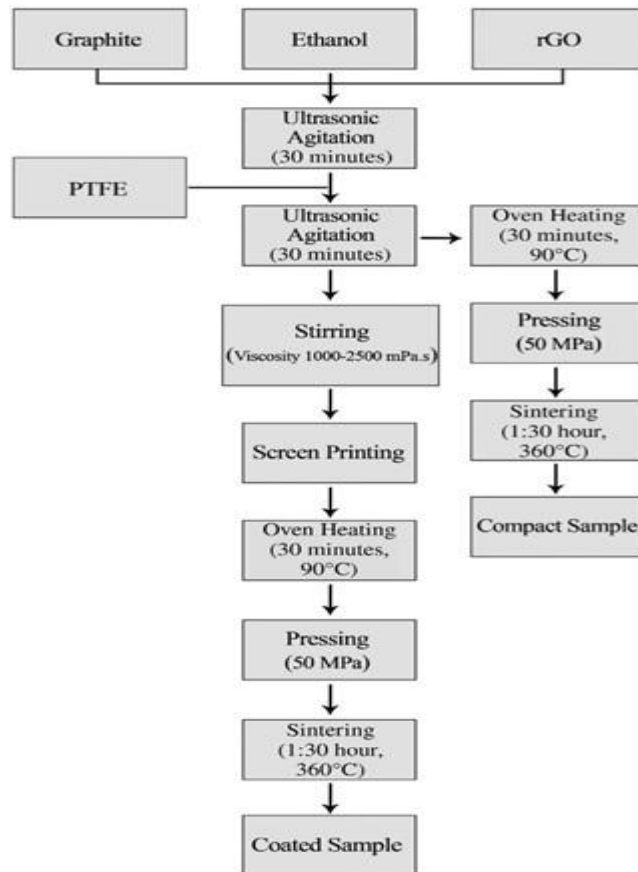 Graphite
Ethanol
rGO
Ultrasonic
Agitation
(30 minutes)
PTFE
Ultrasonic
Agitation
(30 minutes)
Oven Heating
(30 minutes,
90°C)
Stirring
(Viscosity 1000-2500 mPa.s)
Pressing
(50 MPa)
Screen Printing
Sintering
(1:30 hour,
360°C)
Compact Sample
Oven Heating
(30 minutes,
90°C)
Pressing
(50 MPa)
Sintering
(1:30 hour,
360°C)
Coated Sample